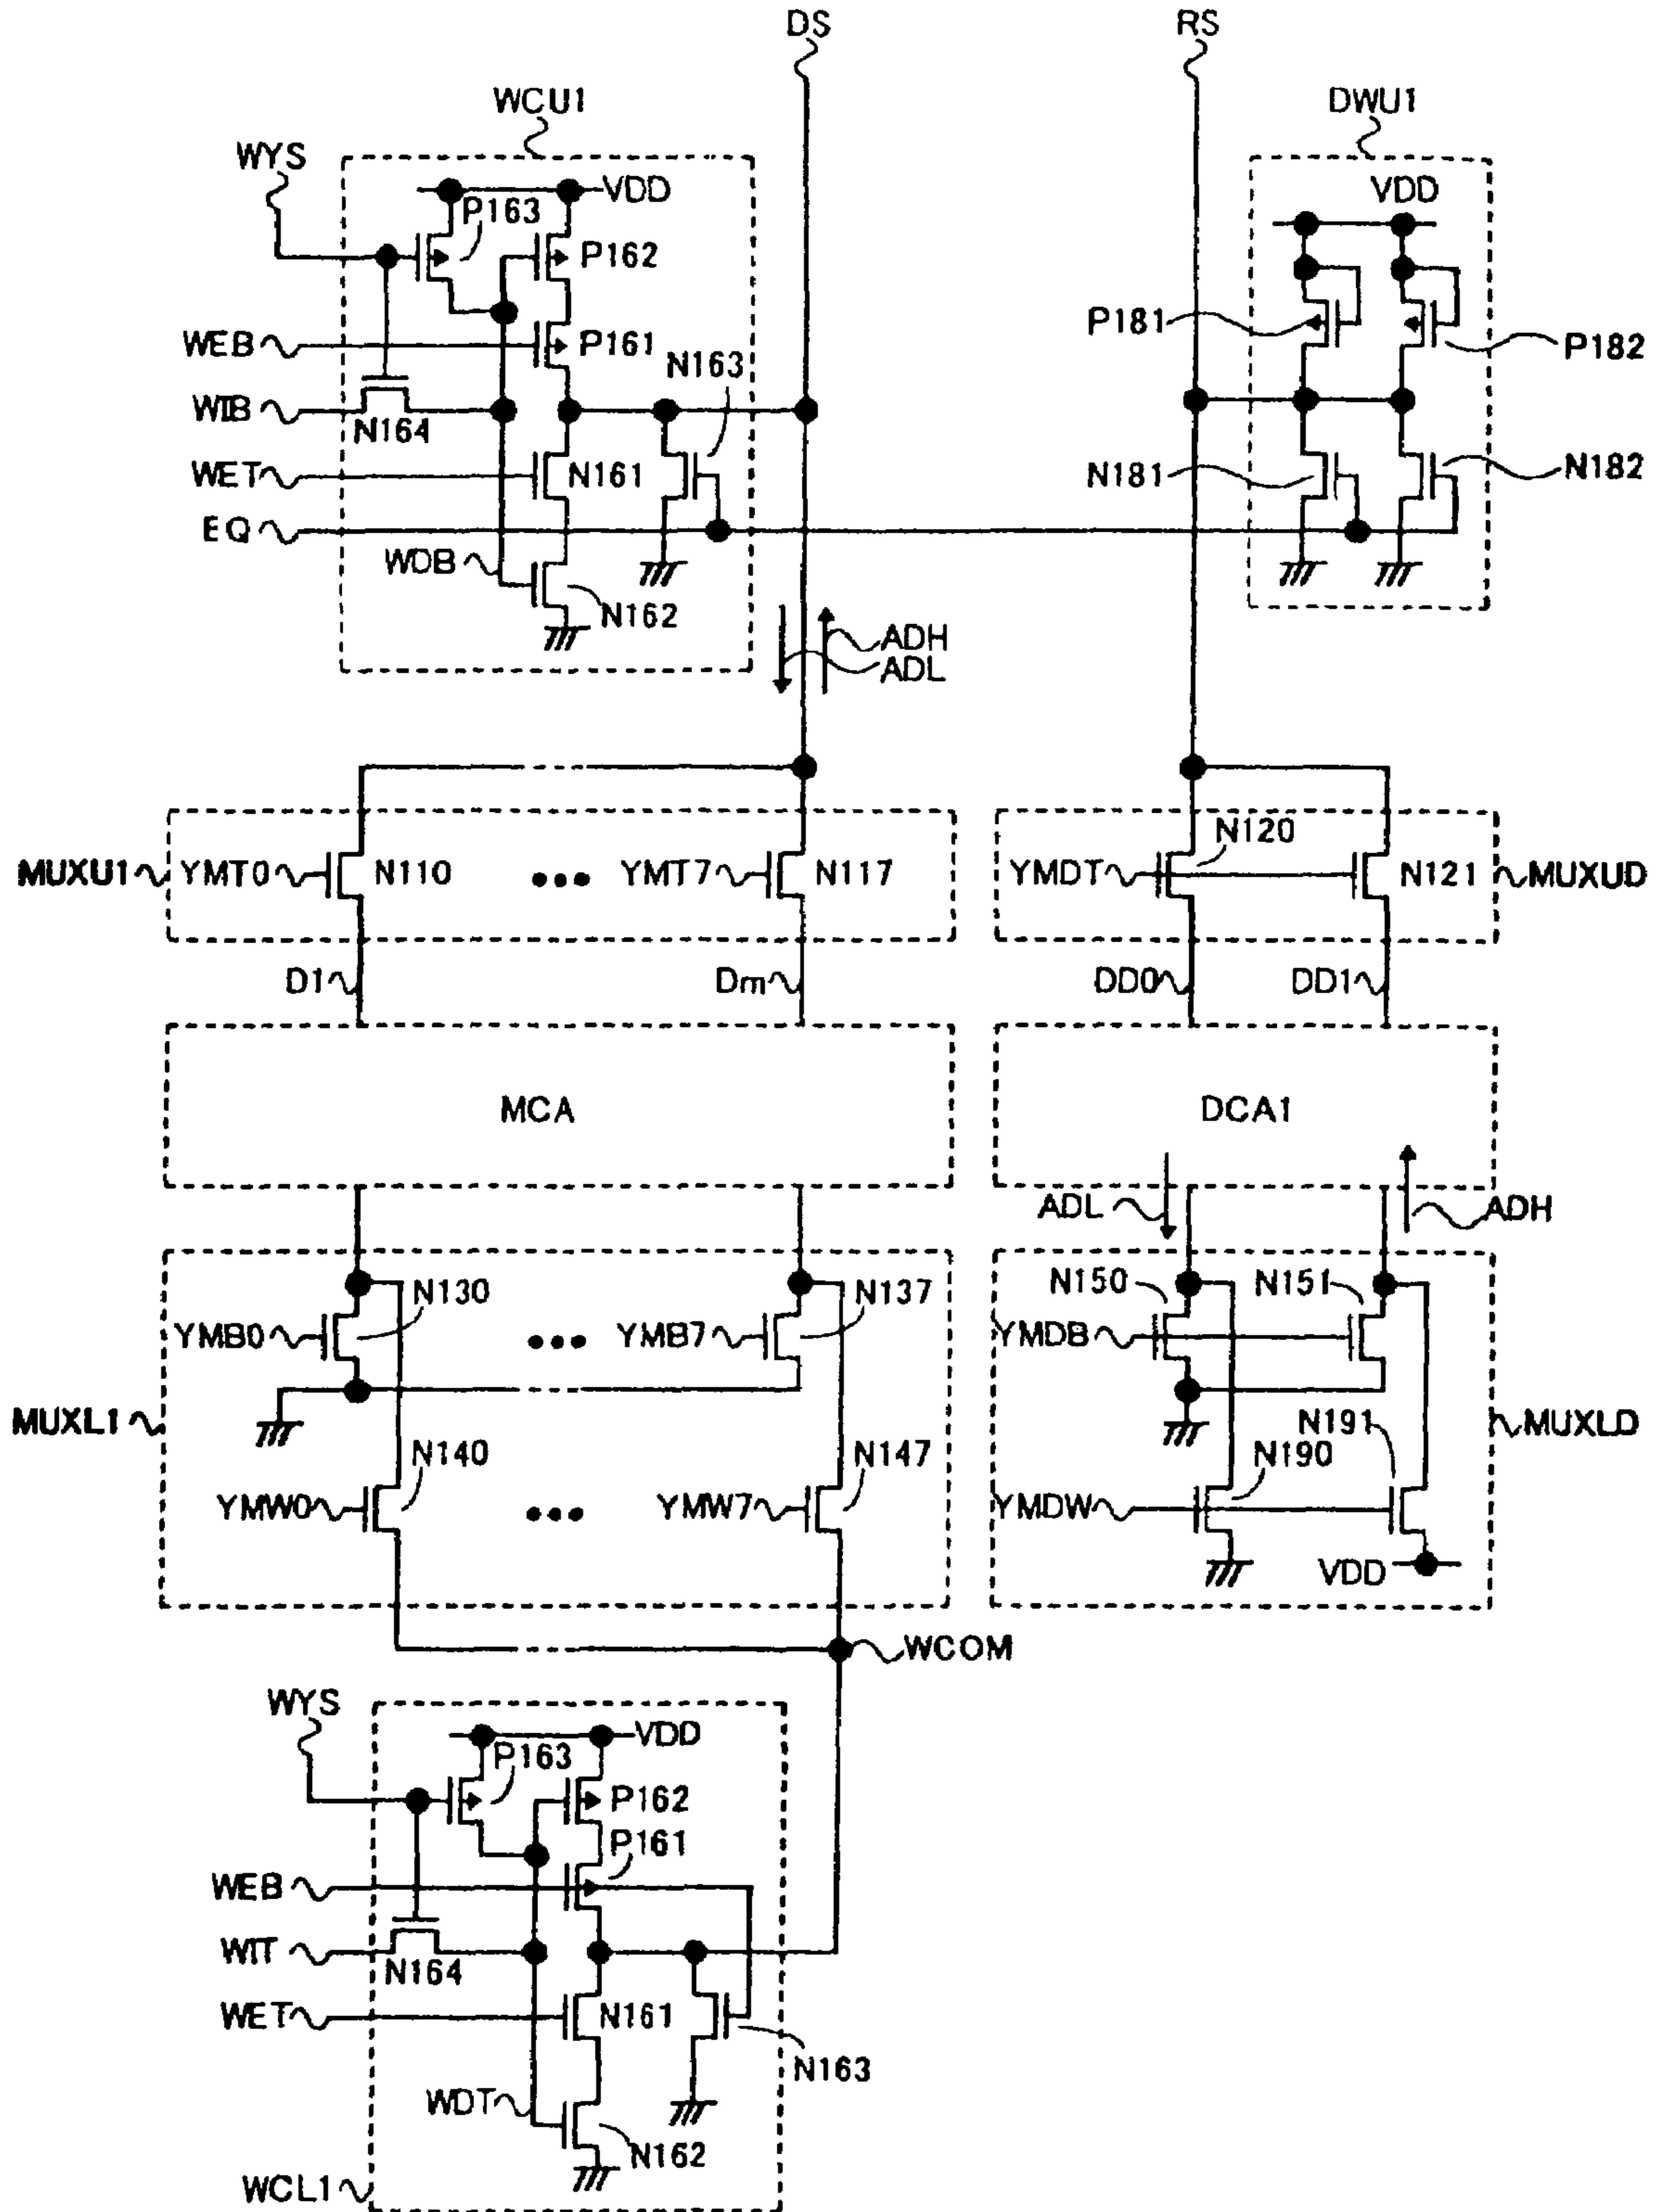 DS RS
WCU1 DWU1
WYS
VDD VDD
P163
P162
P181
WEB P161 P182
N163
WIB
N164
WET N161 N181 N182
EQ
WDB
N162
ADH
ADL
N120
MUXU1 YMT0 N110 ••• YMT7 N117 YMDT N121 MUXUD
D1 Dm DD0 DD1
MCA DCA1
ADL ADH
N130 N137 N150 N151
YMB0 ••• YMB7 YMDB
MUXL1 N191 MUXLD
N140 N147 N190
YMW0 ••• YMW7 YMDW
VDD
WCOM
WYS
VDD
P163
P162
P161
WEB
WIT
N164
WET N161
N163
WDT
N162
WCL1